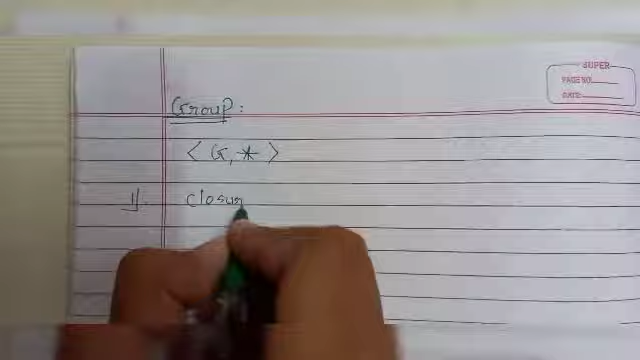 SUPER
PAGE NO.
DATE:
Group:
< G, * >
1). closur